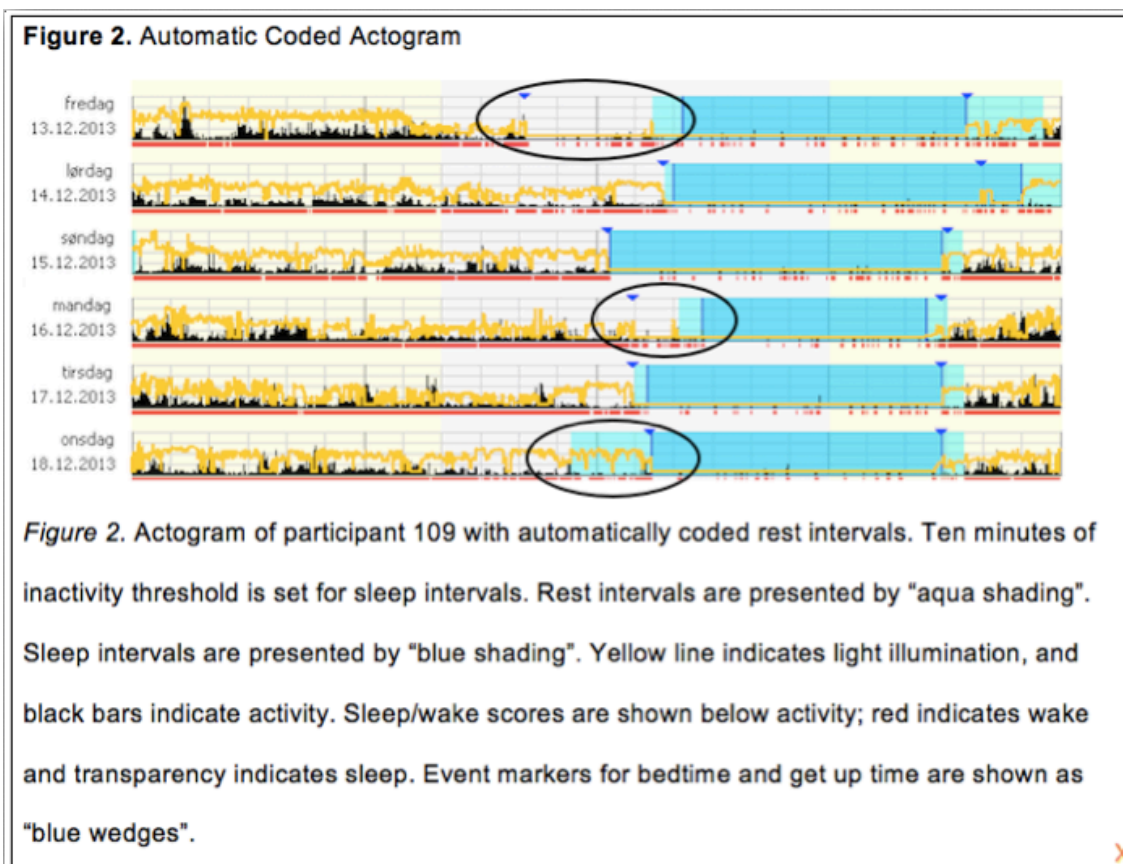 Figure 2. Automatic Coded Actogram
fredag
13.12.2013
lørdag
14.12.2013
søndag
15.12.2013
mandag
16.12.2013
tirsdag
17.12.2013
onsdag
18.12.2013
Figure 2. Actogram of participant 109 with automatically coded rest intervals. Ten minutes of
inactivity threshold is set for sleep intervals. Rest intervals are presented by “aqua shading”.
Sleep intervals are presented by “blue shading”. Yellow line indicates light illumination, and
black bars indicate activity. Sleep/wake scores are shown below activity; red indicates wake
and transparency indicates sleep. Event markers for bedtime and get up time are shown as
“blue wedges”.